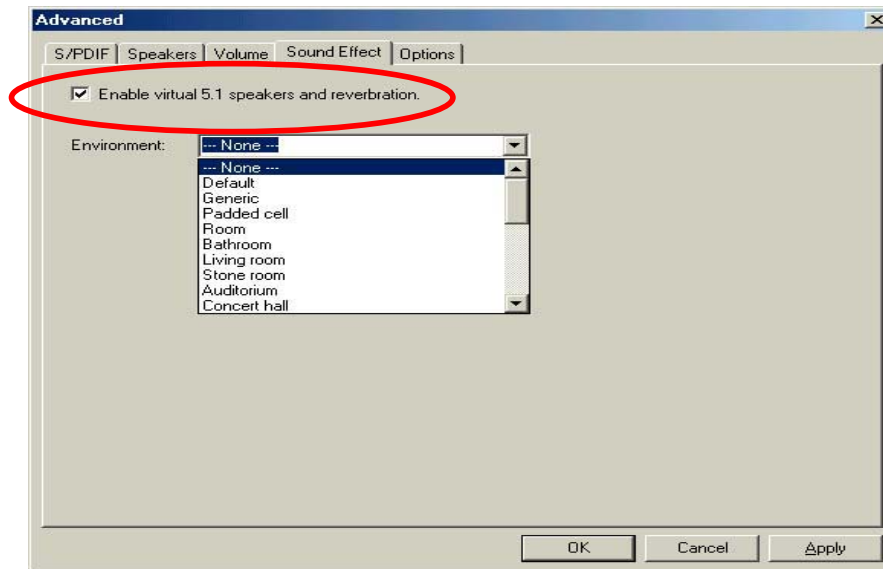 Advanced
S/PDIF Speakers Volume Sound Effect Options
Enable virtual 5.1 speakers and reverbration.
Environment: --- None ---
--- None ---
Default
Generic
Padded cell
Room
Bathroom
Living room
Stone room
Auditorium
Concert hall
OK Cancel Apply